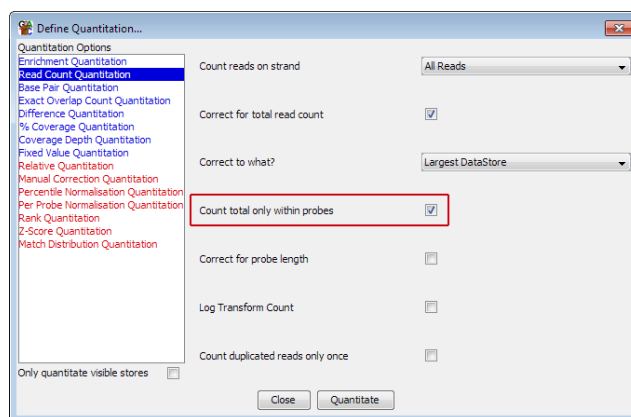 Define Quantitation...
Quantitation Options
Enrichment Quantitation
Read Count Quantitation
Base Pair Quantitation
Exact Overlap Count Quantitation
Difference Quantitation
% Coverage Quantitation
Coverage Depth Quantitation
Fixed Value Quantitation
Relative Quantitation
Manual Correction Quantitation
Percentile Normalisation Quantitation
Per Probe Normalisation Quantitation
Rank Quantitation
Z-Score Quantitation
Match Distribution Quantitation
Only quantitate visible stores
Count reads on strand All Reads
Correct for total read count
Correct to what? Largest DataStore
Count total only within probes
Correct for probe length
Log Transform Count
Count duplicated reads only once
Close Quantitate